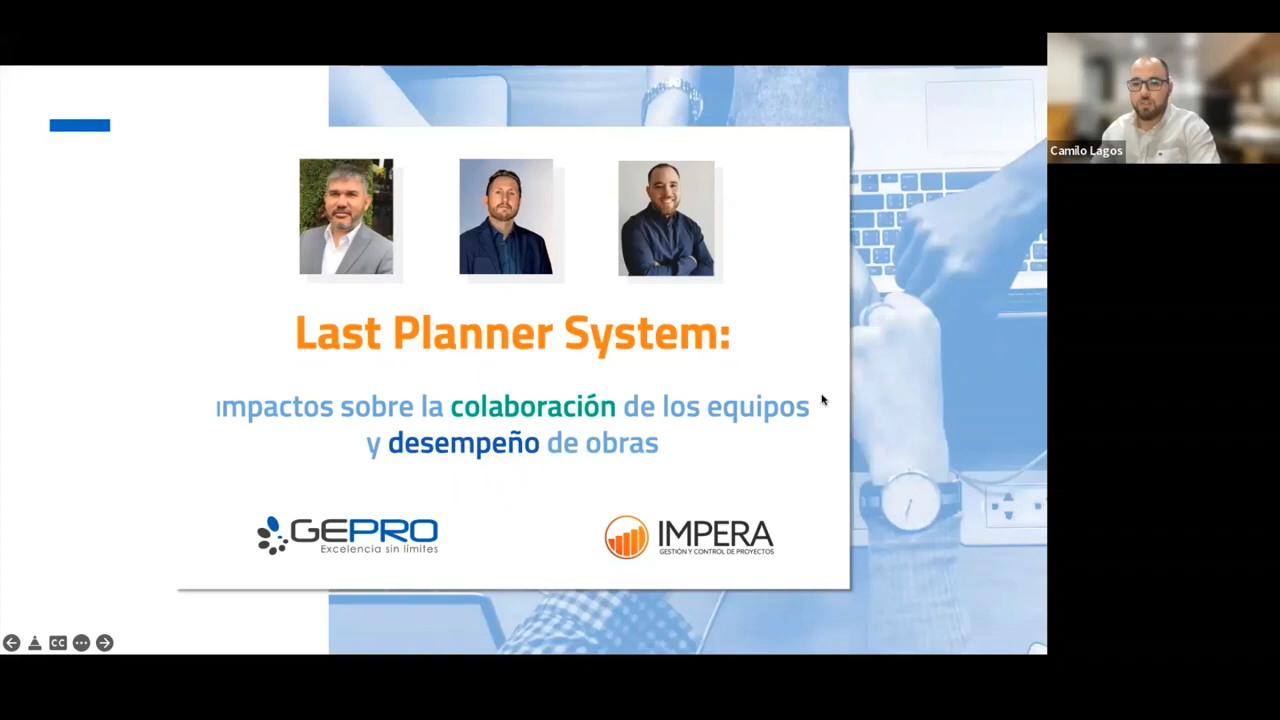 Camilo Lagos
Last Planner System:
impactos sobre la colaboración de los equipos
y desempeño de obras
GEPRO
Excelencia sin límites
IMPERA
GESTIÓN Y CONTROL DE PROYECTOS
CC